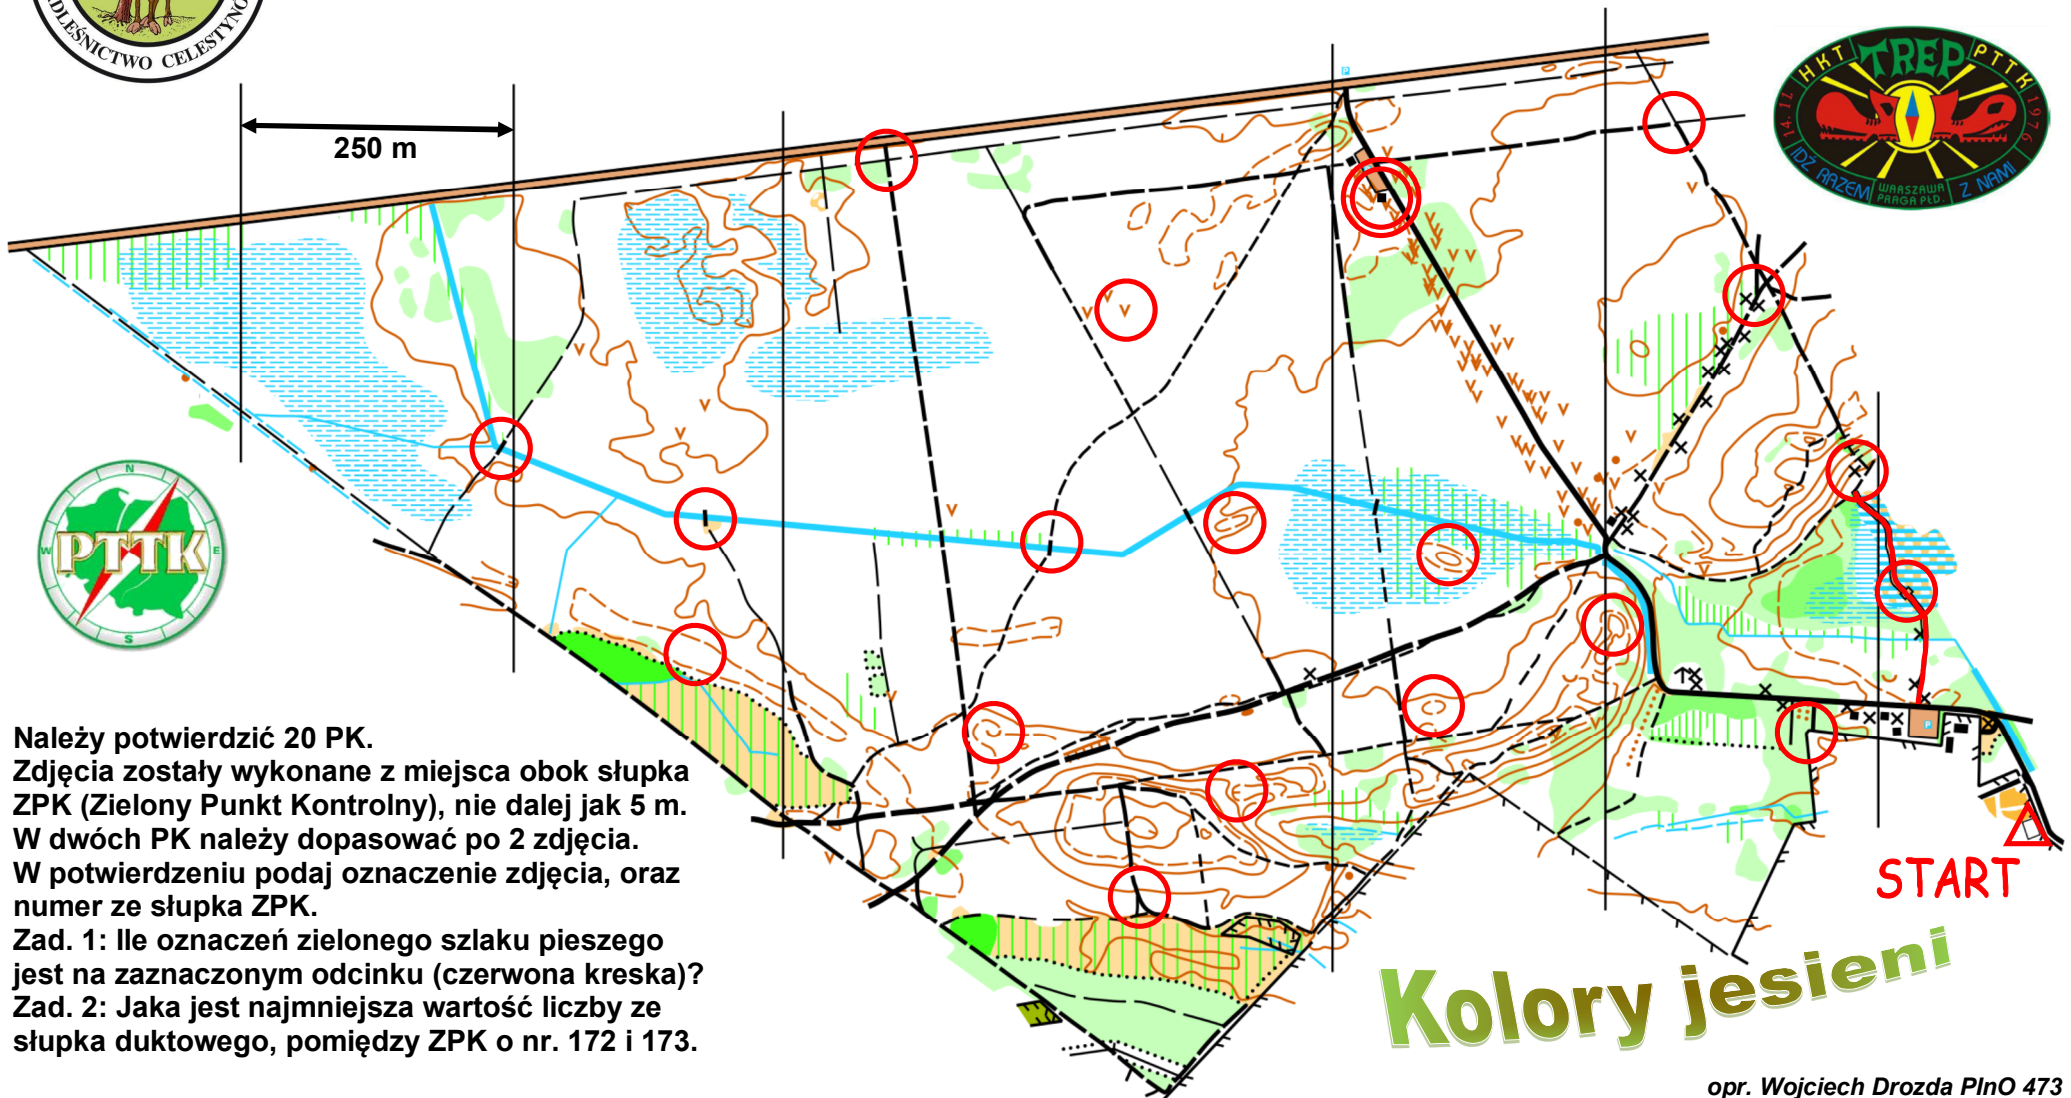 ADLEŚNICTWO CELESTYNO
250 m
P
HKT TREP PTTK
14.12 1976
IDŹ RAZEM WARSZAWA Z NAMI
PRAGA PŁD.
N
W PTTK E
S
P
Należy potwierdzić 20 PK.
Zdjęcia zostały wykonane z miejsca obok słupka
ZPK (Zielony Punkt Kontrolny), nie dalej jak 5 m.
W dwóch PK należy dopasować po 2 zdjęcia.
W potwierdzeniu podaj oznaczenie zdjęcia, oraz
numer ze słupka ZPK.
Zad. 1: Ile oznaczeń zielonego szlaku pieszego
jest na zaznaczonym odcinku (czerwona kreska)?
Zad. 2: Jaka jest najmniejsza wartość liczby ze
słupka duktowego, pomiędzy ZPK o nr. 172 i 173.
START
Kolory jesieni
opr. Wojciech Drozda PInO 473